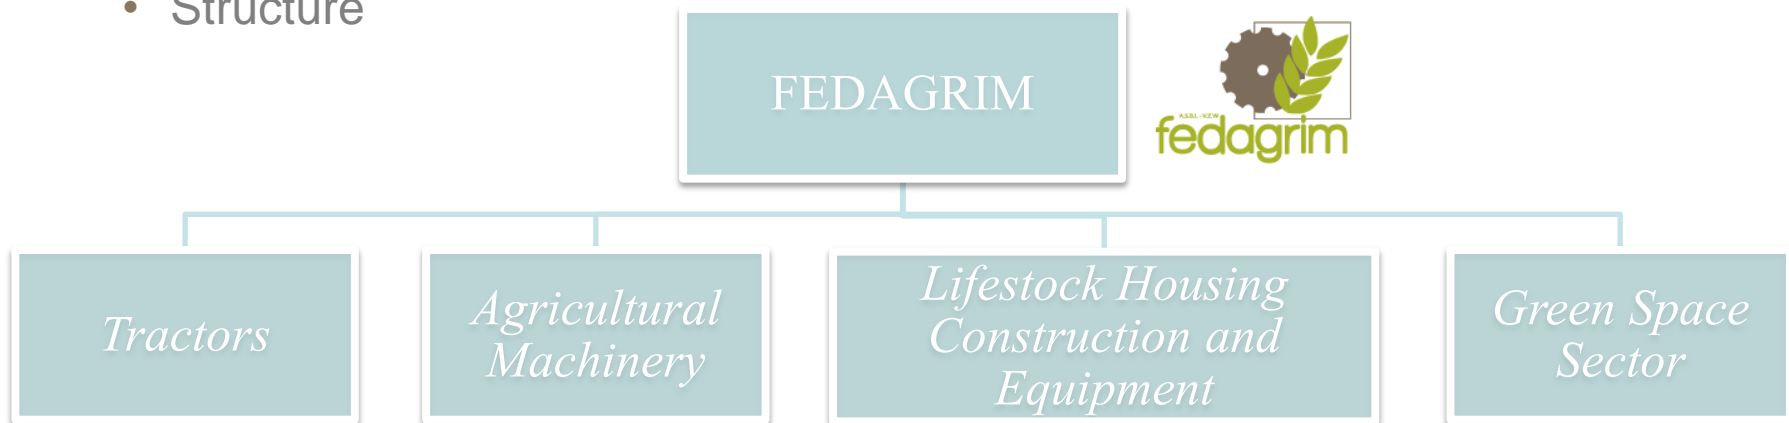 • Structure
FEDAGRIM
A.S.B.L. - V.Z.W
fedagrim
Tractors
Agricultural
Machinery
Lifestock Housing
Construction and
Equipment
Green Space
Sector